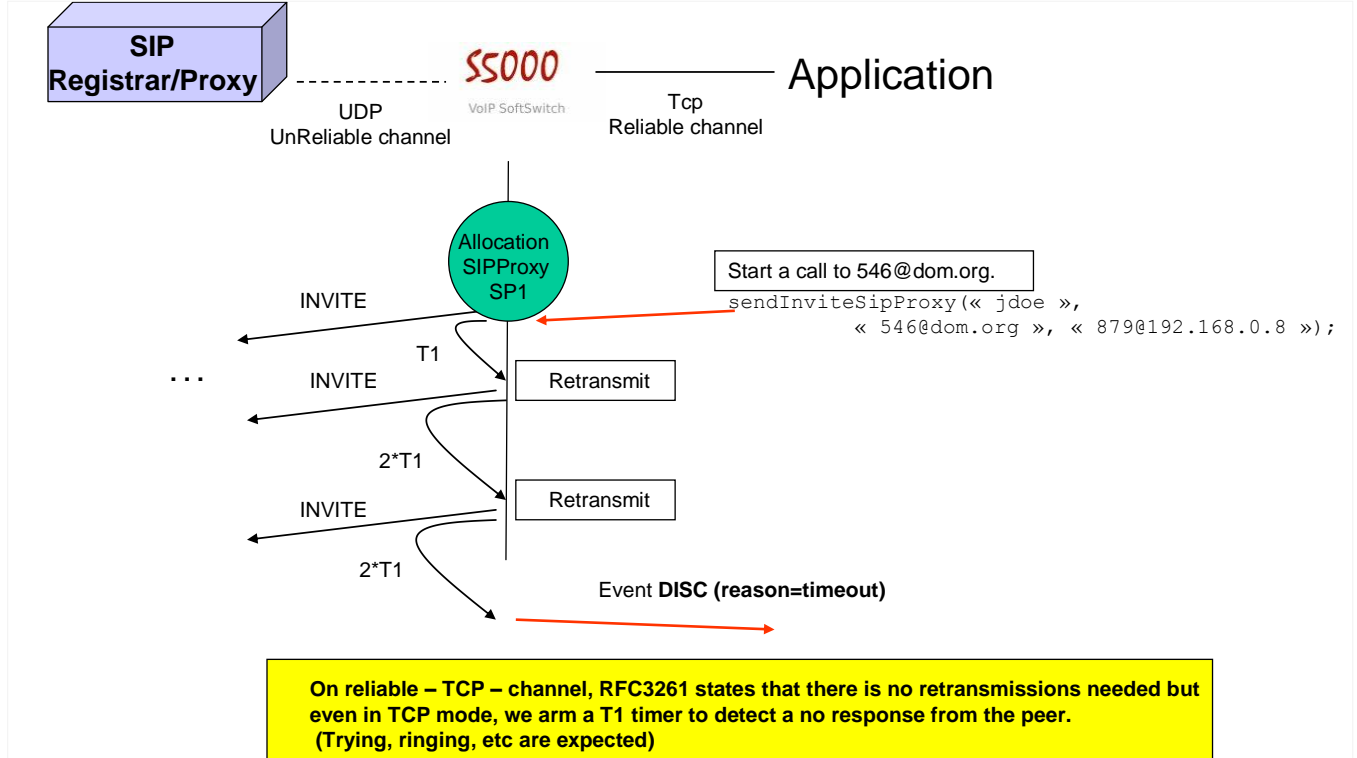 SIP
Registrar/Proxy
S5000
VoIP SoftSwitch
Application
UDP
UnReliable channel
Tcp
Reliable channel
Allocation
SIPProxy
SP1
Start a call to 546@dom.org.
sendInviteSipProxy(« jdoe »,
« 546@dom.org », « 879@192.168.0.8 »);
INVITE
T1
. . .
INVITE
Retransmit
2*T1
INVITE
Retransmit
2*T1
Event DISC (reason=timeout)
On reliable – TCP – channel, RFC3261 states that there is no retransmissions needed but
even in TCP mode, we arm a T1 timer to detect a no response from the peer.
(Trying, ringing, etc are expected)